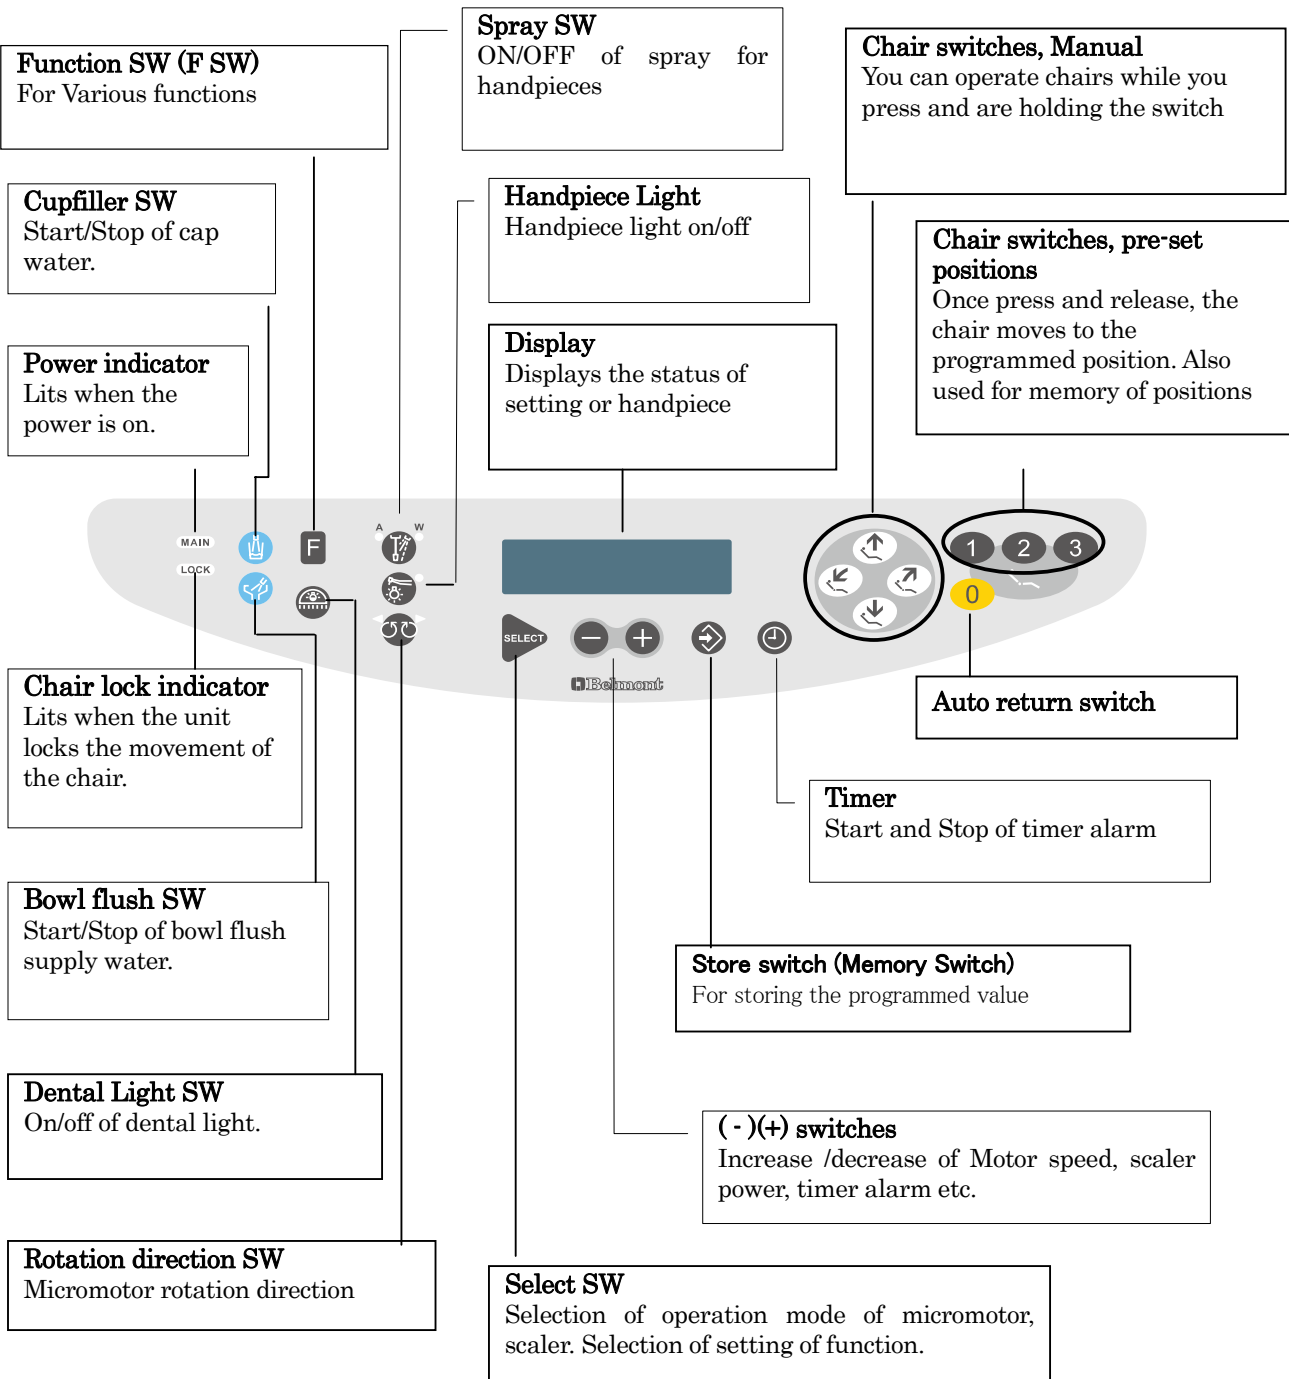 Spray SW
ON/OFF of spray for
handpieces
Chair switches, Manual
You can operate chairs while you
press and are holding the switch
Function SW (F SW)
For Various functions
Cupfiller SW
Start/Stop of cap
water.
Handpiece Light
Handpiece light on/off
Chair switches, pre-set
positions
Once press and release, the
chair moves to the
programmed position. Also
used for memory of positions
Power indicator
Lits when the
power is on.
Display
Displays the status of
setting or handpiece
MAIN
LOCK
F
A W
SELECT
− +
Belmont
1 2 3
0
Chair lock indicator
Lits when the unit
locks the movement of
the chair.
Auto return switch
Timer
Start and Stop of timer alarm
Bowl flush SW
Start/Stop of bowl flush
supply water.
Store switch (Memory Switch)
For storing the programmed value
Dental Light SW
On/off of dental light.
( - )(+) switches
Increase /decrease of Motor speed, scaler
power, timer alarm etc.
Rotation direction SW
Micromotor rotation direction
Select SW
Selection of operation mode of micromotor,
scaler. Selection of setting of function.